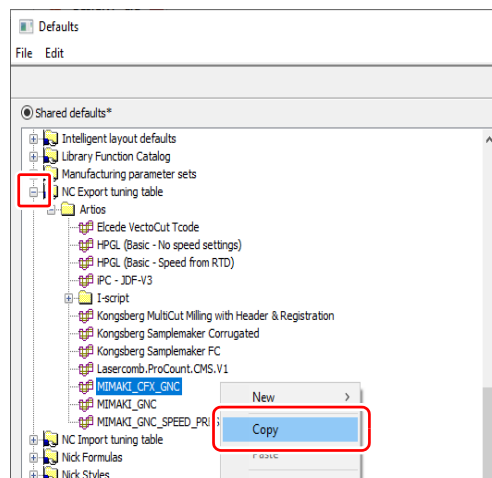 Defaults
File Edit
Shared defaults*
Intelligent layout defaults
Library Function Catalog
Manufacturing parameter sets
NC Export tuning table
Artios
Elcede VectoCut Tcode
HPGL (Basic - No speed settings)
HPGL (Basic - Speed from RTD)
iPC - JDF-V3
I-script
Kongsberg MultiCut Milling with Header & Registration
Kongsberg Samplemaker Corrugated
Kongsberg Samplemaker FC
Lasercomb.ProCount.CMS.V1
MIMAKI_CFX_GNC
New
MIMAKI_GNC
Copy
MIMAKI_GNC_SPEED_PRES
Paste
NC Import tuning table
Nick Formulas
Nick Styles